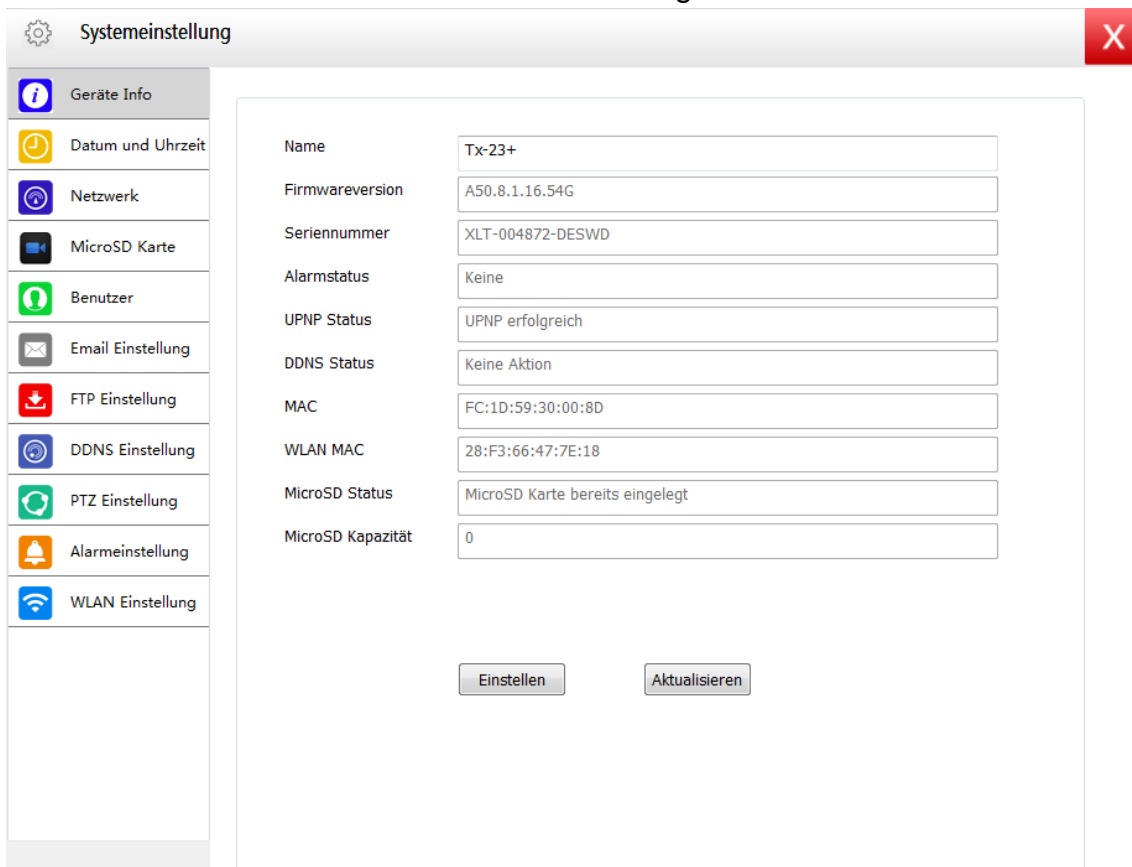 Systemeinstellung
X
Geräte Info
Datum und Uhrzeit
Netzwerk
MicroSD Karte
Benutzer
Email Einstellung
FTP Einstellung
DDNS Einstellung
PTZ Einstellung
Alarmeinstellung
WLAN Einstellung
Name Tx-23+
Firmwareversion A50.8.1.16.54G
Seriennummer XLT-004872-DESWD
Alarmstatus Keine
UPNP Status UPNP erfolgreich
DDNS Status Keine Aktion
MAC FC:1D:59:30:00:8D
WLAN MAC 28:F3:66:47:7E:18
MicroSD Status MicroSD Karte bereits eingelegt
MicroSD Kapazität 0
Einstellen Aktualisieren